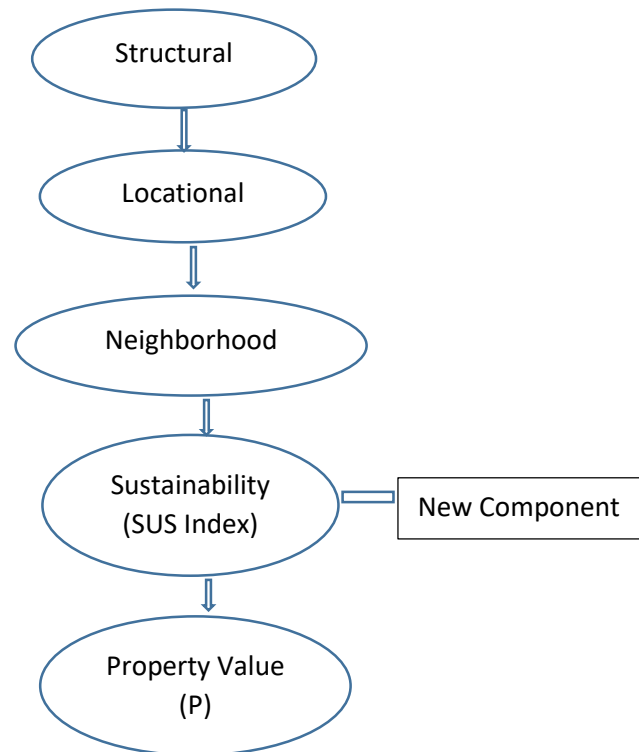 Structural
Locational
Neighborhood
Sustainability
(SUS Index)
New Component
Property Value
(P)